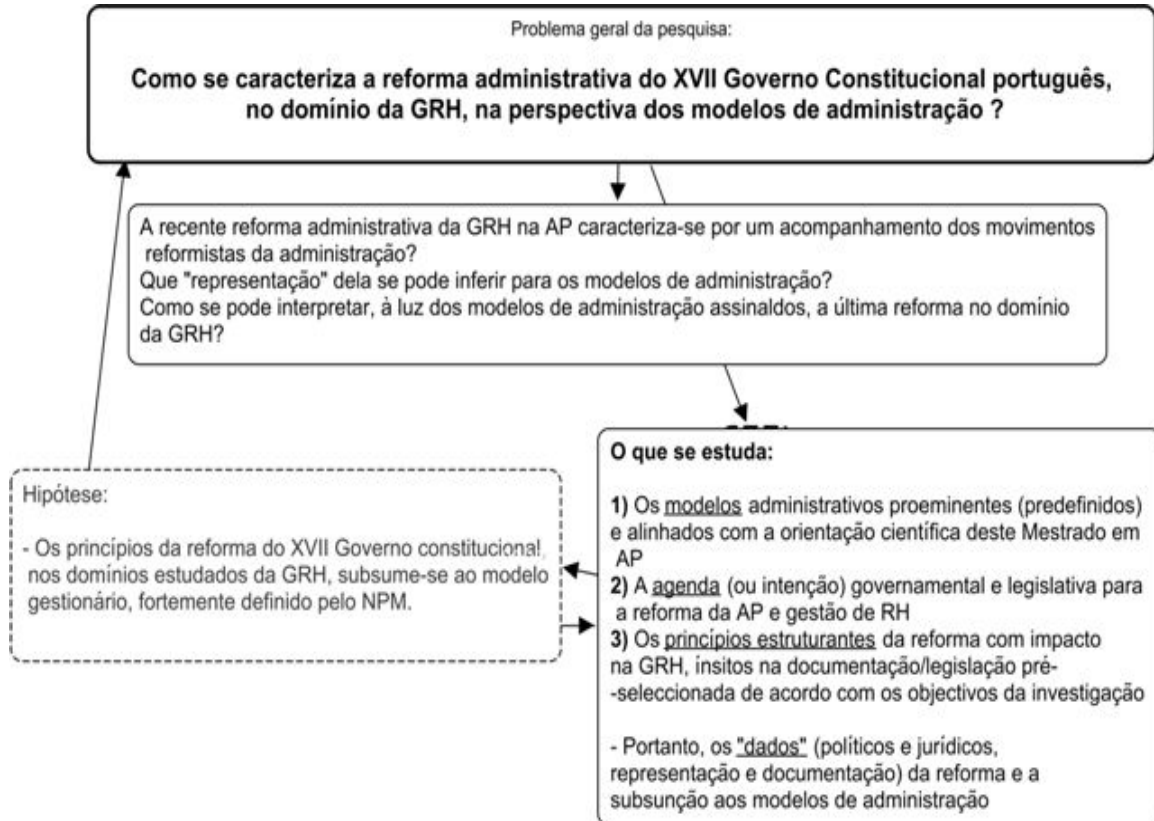 Problema geral da pesquisa:
Como se caracteriza a reforma administrativa do XVII Governo Constitucional português,
no domínio da GRH, na perspectiva dos modelos de administração ?
A recente reforma administrativa da GRH na AP caracteriza-se por um acompanhamento dos movimentos
reformistas da administração?
Que "representação" dela se pode inferir para os modelos de administração?
Como se pode interpretar, à luz dos modelos de administração assinaldos, a última reforma no domínio
da GRH?
Hipótese:
- Os princípios da reforma do XVII Governo constitucional,
nos domínios estudados da GRH, subsume-se ao modelo
gestionário, fortemente definido pelo NPM.
O que se estuda:
1) Os modelos administrativos proeminentes (predefinidos)
e alinhados com a orientação científica deste Mestrado em
AP
2) A agenda (ou intenção) governamental e legislativa para
a reforma da AP e gestão de RH
3) Os princípios estruturantes da reforma com impacto
na GRH, ínsitos na documentação/legislação pré-
-seleccionada de acordo com os objectivos da investigação
- Portanto, os "dados" (políticos e jurídicos,
representação e documentação) da reforma e a
subsunção aos modelos de administração